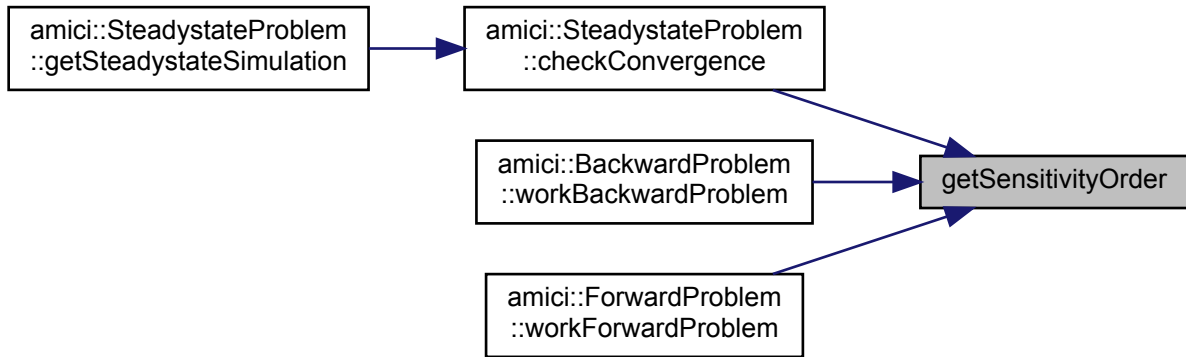 amici::SteadystateProblem
::getSteadystateSimulation
amici::SteadystateProblem
::checkConvergence
amici::BackwardProblem
::workBackwardProblem
getSensitivityOrder
amici::ForwardProblem
::workForwardProblem